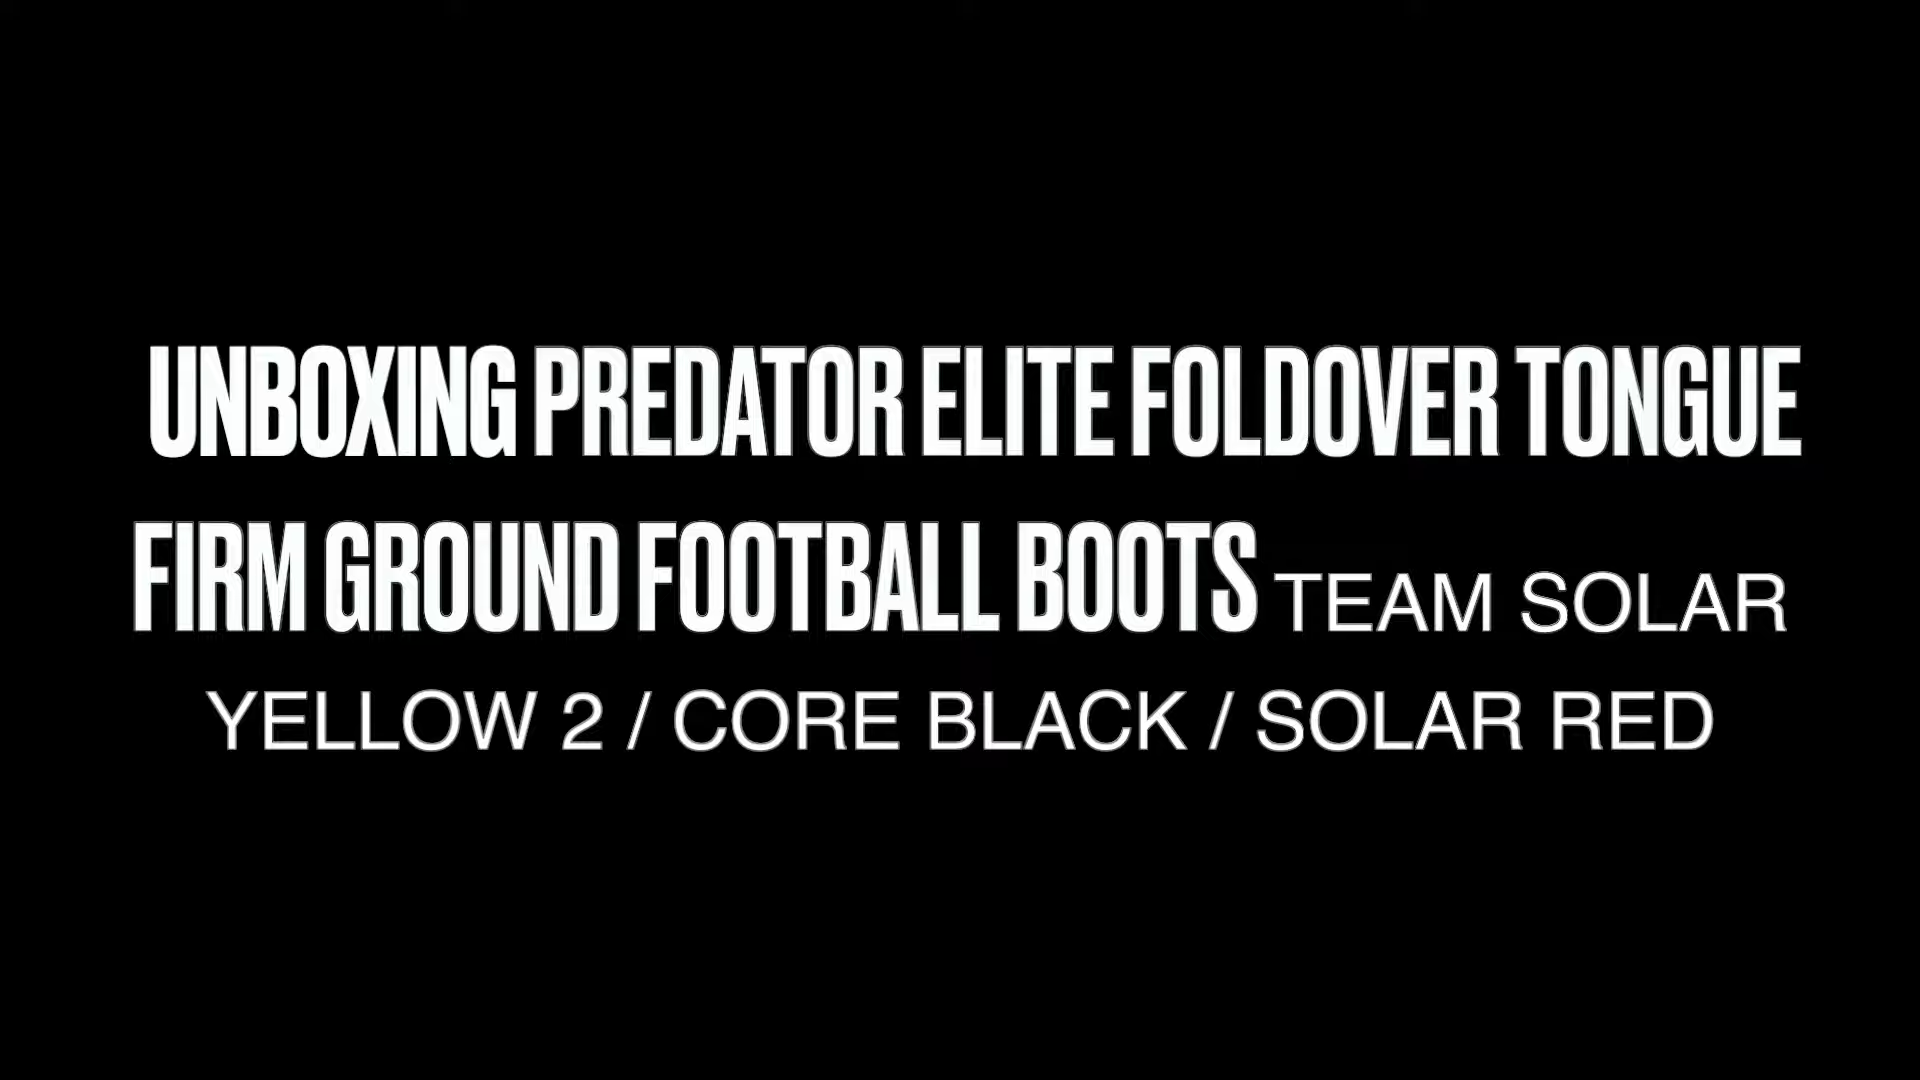 UNBOXING PREDATOR ELITE FOLDOVER TONGUE
FIRM GROUND FOOTBALL BOOTS TEAM SOLAR
YELLOW 2 / CORE BLACK / SOLAR RED